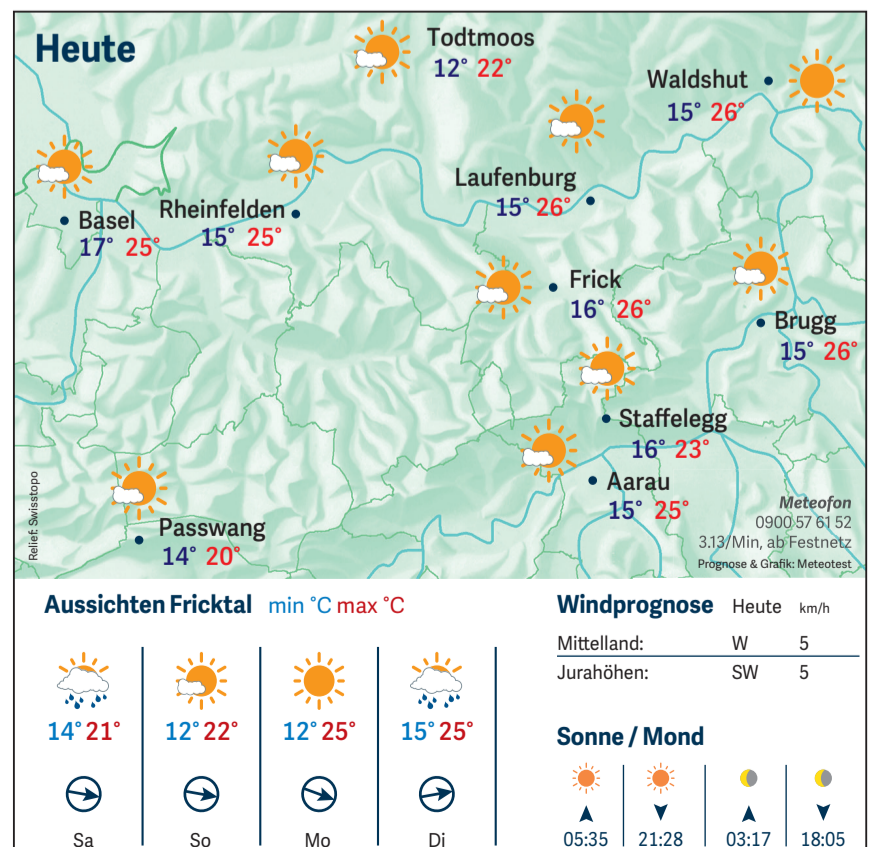 Heute
Todtmoos
12° 22°
Waldshut
15° 26°
Laufenburg
15° 26°
Basel
17° 25°
Rheinfelden
15° 25°
Frick
16° 26°
Brugg
15° 26°
Staffelegg
16° 23°
Aarau
15° 25°
Passwang
14° 20°
Relief: Swisstopo
Meteofon
0900 57 61 52
3.13/Min, ab Festnetz
Prognose & Grafik: Meteotest
Aussichten Fricktal min °C max °C
14° 21° 12° 22° 12° 25° 15° 25°
Sa So Mo Di
Windprognose Heute km/h
Mittelland: W 5
Jurahöhen: SW 5
Sonne / Mond
05:35 21:28 03:17 18:05